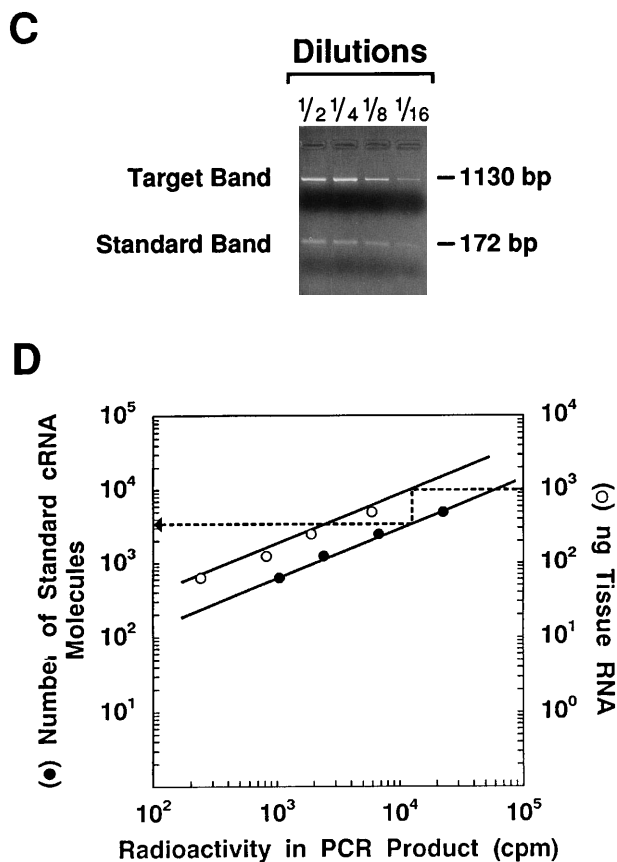 C
Dilutions
1/2 1/4 1/8 1/16
Target Band
1130 bp
Standard Band
172 bp
D
(●) Number of Standard cRNA
Molecules
10^5
10^4
10^3
10^2
10^1
10^4
10^3
10^2
10^1
10^0
(○) ng Tissue RNA
10^2 10^3 10^4 10^5
Radioactivity in PCR Product (cpm)